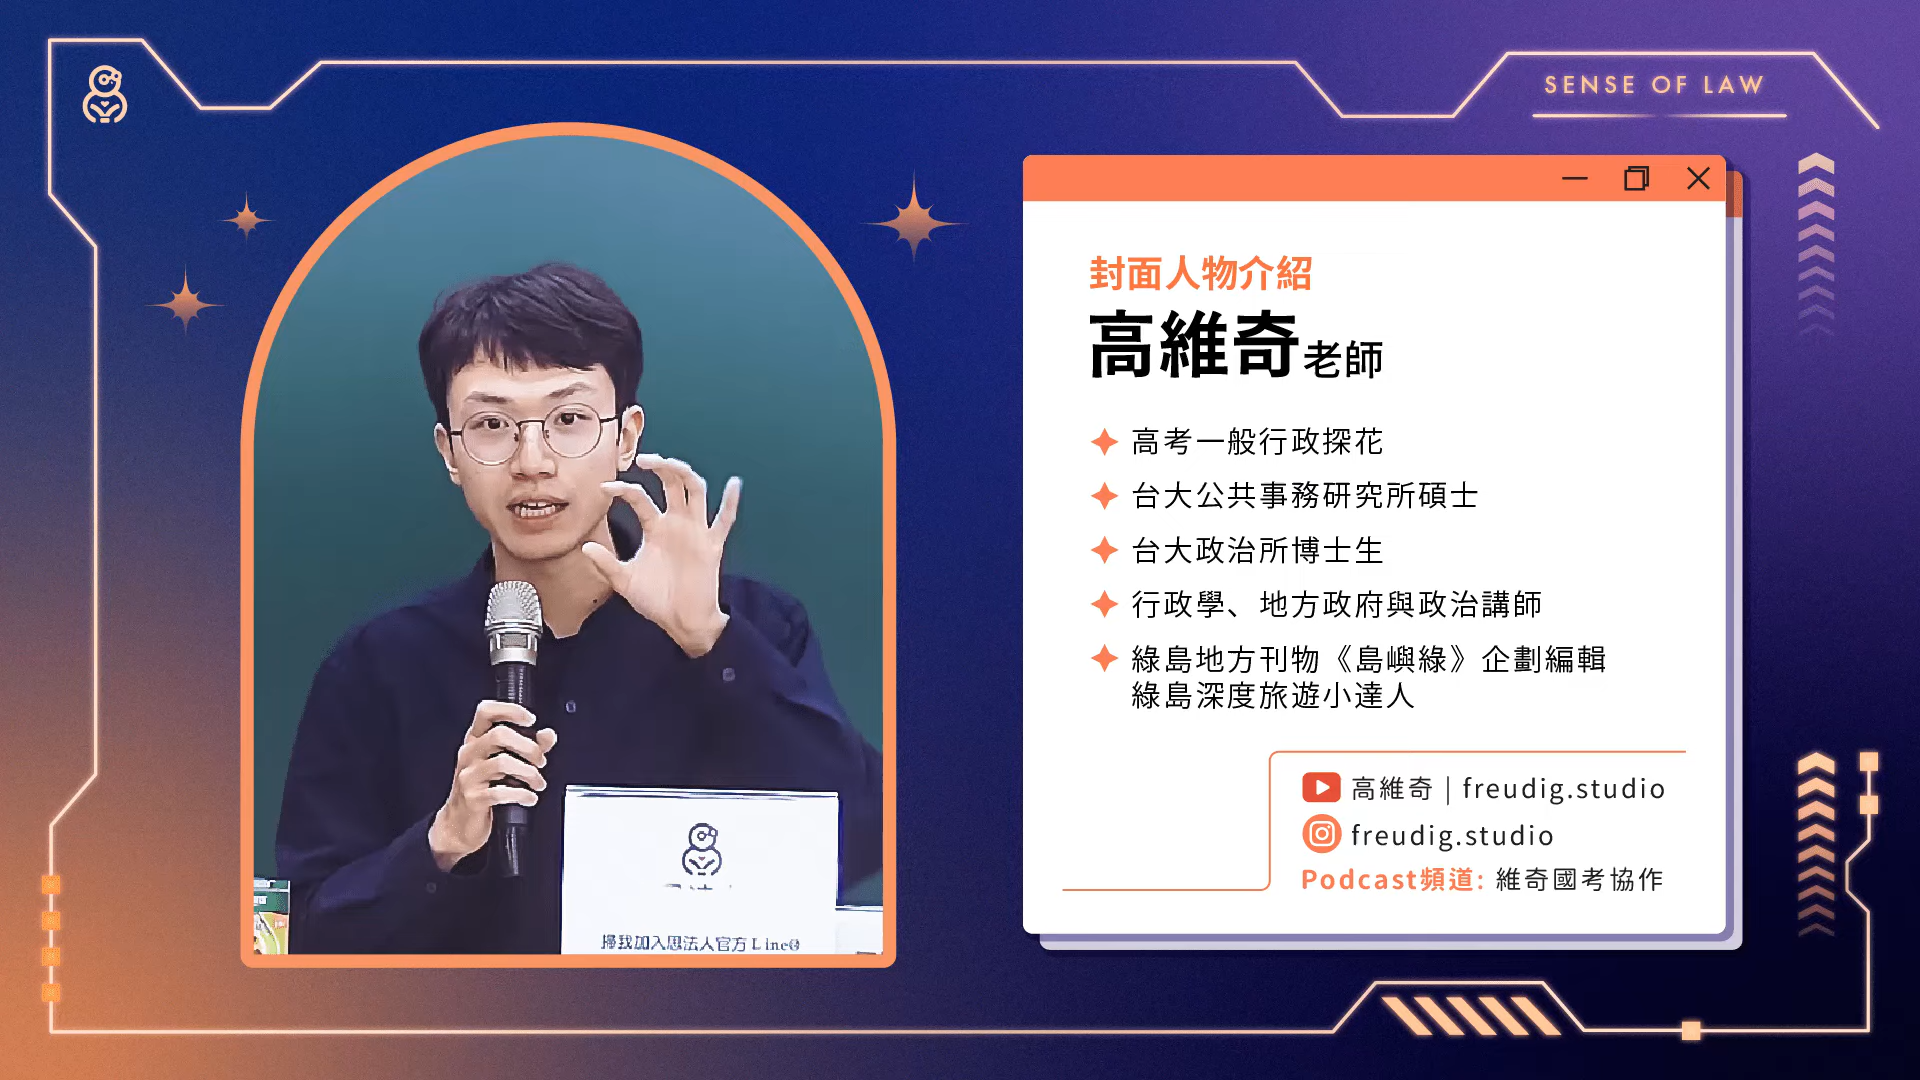 SENSE OF LAW
封面人物介紹
高維奇老師
高考一般行政探花
台大公共事務研究所碩士
台大政治所博士生
行政學、地方政府與政治講師
綠島地方刊物《島嶼綠》企劃編輯
綠島深度旅遊小達人
高維奇 | freudig.studio
freudig.studio
Podcast頻道: 維奇國考協作
掃我加入思法人官方Line@